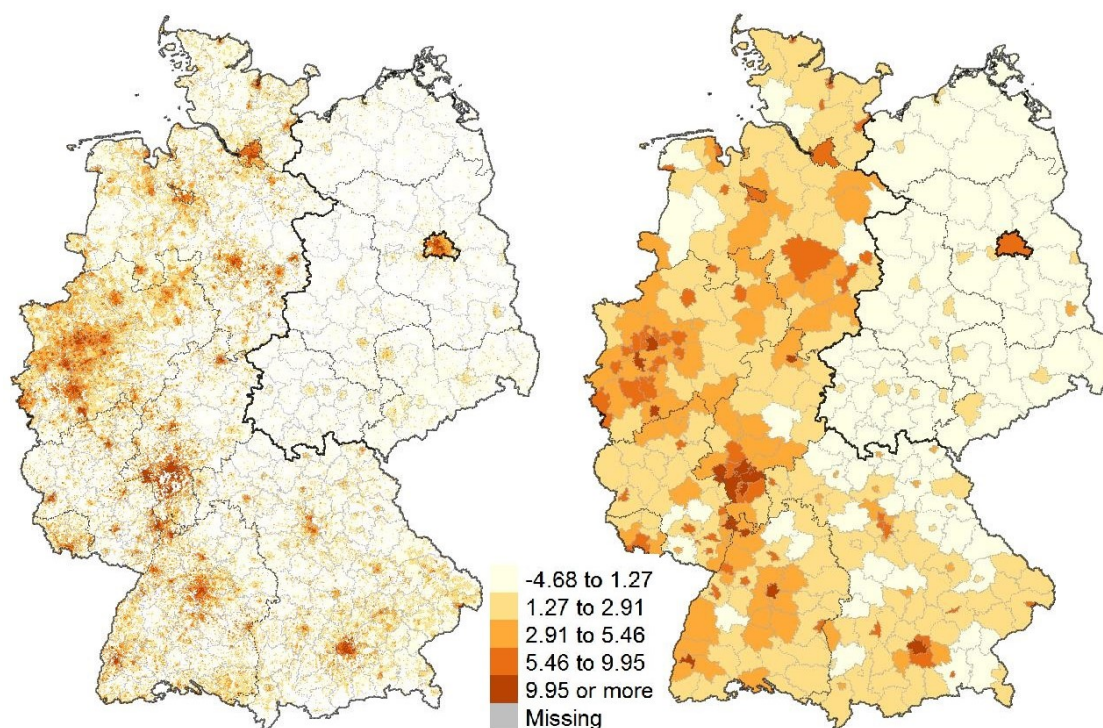 -4.68 to 1.27
1.27 to 2.91
2.91 to 5.46
5.46 to 9.95
9.95 or more
Missing